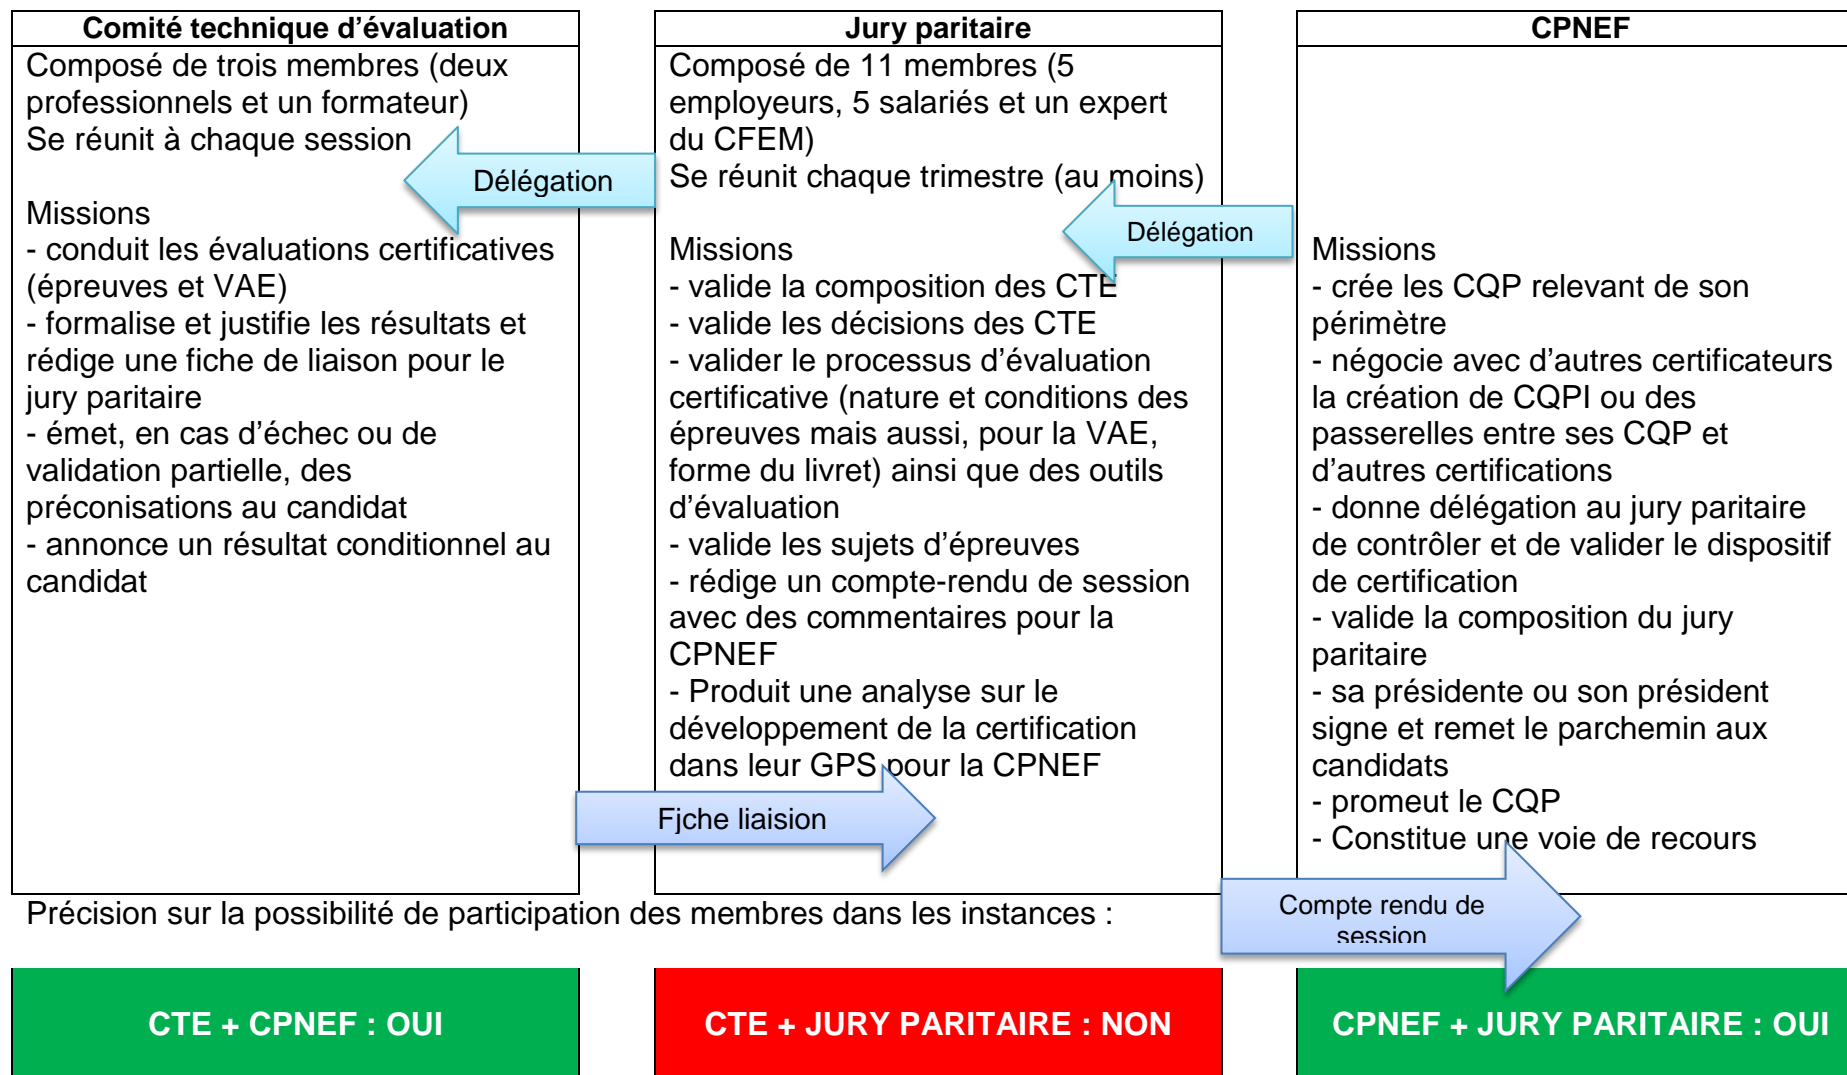 Comité technique d’évaluation
Composé de trois membres (deux
professionnels et un formateur)
Se réunit à chaque session
Missions
- conduit les évaluations certificatives
(épreuves et VAE)
- formalise et justifie les résultats et
rédige une fiche de liaison pour le
jury paritaire
- émet, en cas d’échec ou de
validation partielle, des
préconisations au candidat
- annonce un résultat conditionnel au
candidat
Délégation
Jury paritaire
Composé de 11 membres (5
employeurs, 5 salariés et un expert
du CFEM)
Se réunit chaque trimestre (au moins)
Missions
- valide la composition des CTE
- valide les décisions des CTE
- valider le processus d’évaluation
certificative (nature et conditions des
épreuves mais aussi, pour la VAE,
forme du livret) ainsi que des outils
d’évaluation
- valide les sujets d’épreuves
- rédige un compte-rendu de session
avec des commentaires pour la
CPNEF
- Produit une analyse sur le
développement de la certification
dans leur GPS pour la CPNEF
Délégation
CPNEF
Missions
- crée les CQP relevant de son
périmètre
- négocie avec d’autres certificateurs
la création de CQPI ou des
passerelles entre ses CQP et
d’autres certifications
- donne délégation au jury paritaire
de contrôler et de valider le dispositif
de certification
- valide la composition du jury
paritaire
- sa présidente ou son président
signe et remet le parchemin aux
candidats
- promeut le CQP
- Constitue une voie de recours
Fjche liaision
Compte rendu de
session
Précision sur la possibilité de participation des membres dans les instances :
CTE + CPNEF : OUI
CTE + JURY PARITAIRE : NON
CPNEF + JURY PARITAIRE : OUI